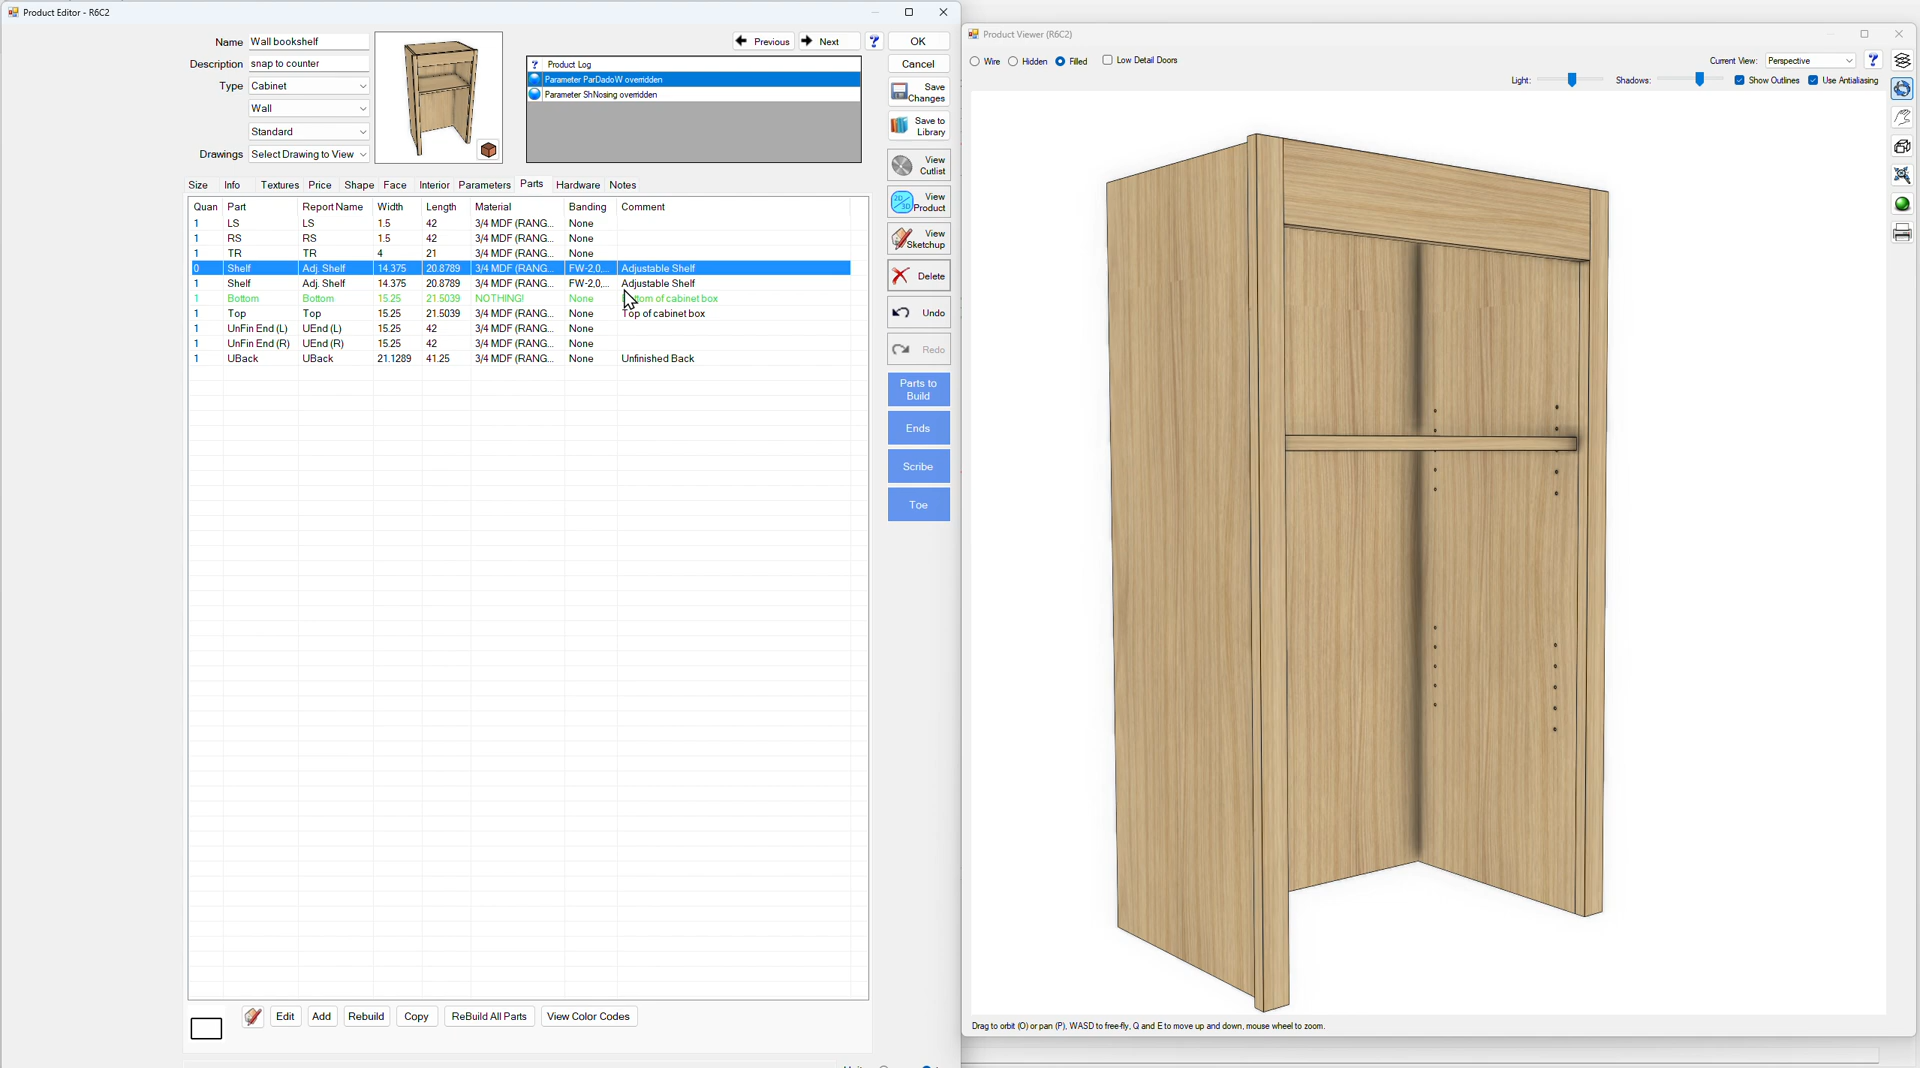 Product Editor - R6C2
Name Wall bookshelf
Description snap to counter
Type Cabinet
Wall
Standard
Drawings Select Drawing to View
Previous Next ? OK
? Product Log
Parameter ParDadoW overridden
Parameter ShNosing overridden
Cancel
Save Changes
Save to Library
View Cutlist
2D/3D View Product
View Sketchup
Delete
Undo
Redo
Parts to Build
Ends
Scribe
Toe
Size Info Textures Price Shape Face Interior Parameters Parts Hardware Notes
Quan Part Report Name Width Length Material Banding Comment
1 LS LS 1.5 42 3/4 MDF (RANG... None
1 RS RS 1.5 42 3/4 MDF (RANG... None
1 TR TR 4 21 3/4 MDF (RANG... None
0 Shelf Adj. Shelf 14.375 20.8789 3/4 MDF (RANG... FW-2,0,... Adjustable Shelf
1 Shelf Adj. Shelf 14.375 20.8789 3/4 MDF (RANG... FW-2,0,... Adjustable Shelf
1 Bottom Bottom 15.25 21.5039 NOTHING! None of cabinet box
1 Top Top 15.25 21.5039 3/4 MDF (RANG... None Top of cabinet box
1 UnFin End (L) UEnd (L) 15.25 42 3/4 MDF (RANG... None
1 UnFin End (R) UEnd (R) 15.25 42 3/4 MDF (RANG... None
1 UBack UBack 21.1289 41.25 3/4 MDF (RANG... None Unfinished Back
Edit Add Rebuild Copy ReBuild All Parts View Color Codes
Product Viewer (R6C2)
Wire Hidden Filled Low Detail Doors
Current View: Perspective ?
Light: Shadows: Show Outlines Use Antialiasing
Drag to orbit (O) or pan (P), WASD to free-fly, Q and E to move up and down, mouse wheel to zoom.